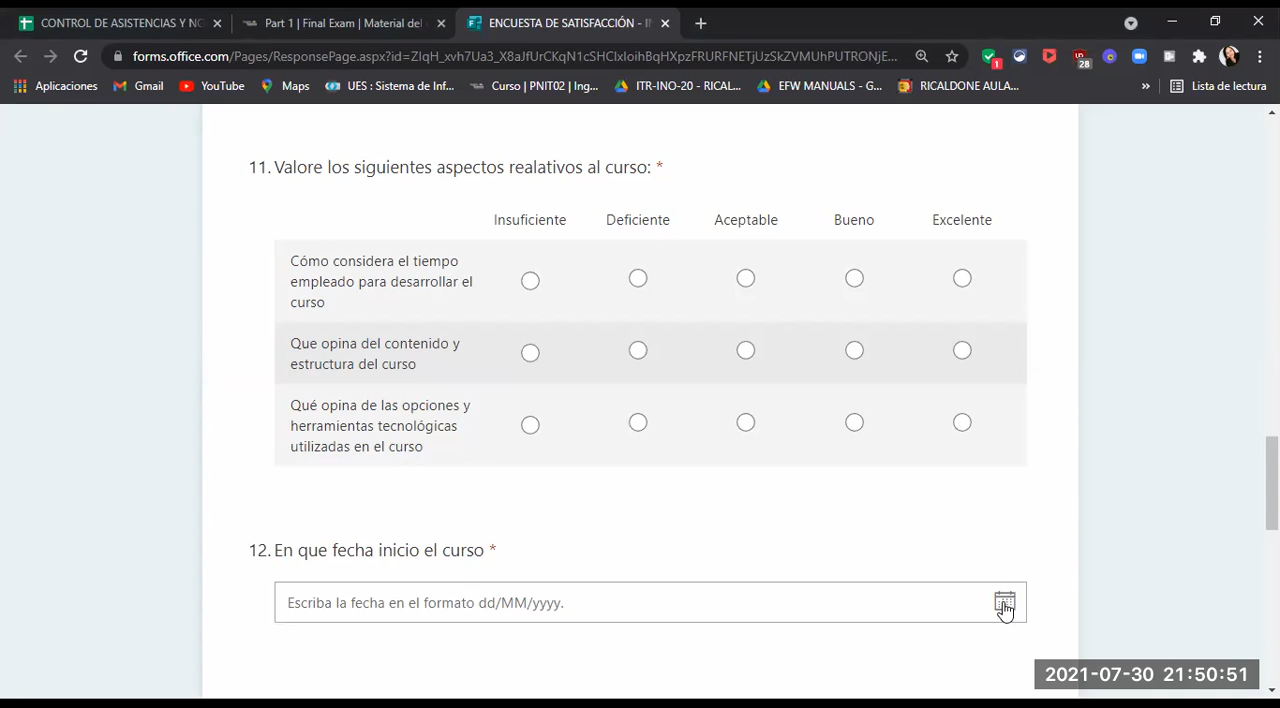 CONTROL DE ASISTENCIAS Y NO
Part 1 | Final Exam | Material del
ENCUESTA DE SATISFACCIÓN - I
forms.office.com/Pages/ResponsePage.aspx?id=ZIqH_xvh7Ua3_X8aJfUrCKqN1cSHCIxIoihBqHXpzFRURFNETjUzSkZVMUhPUTRONjE...
1
28
Aplicaciones
Gmail
YouTube
Maps
UES : Sistema de Inf...
Curso | PNIT02 | Ing...
ITR-INO-20 - RICAL...
EFW MANUALS - G...
RICALDONE AULA...
»
Lista de lectura
11. Valore los siguientes aspectos realativos al curso: *
Insuficiente Deficiente Aceptable Bueno Excelente
Cómo considera el tiempo
empleado para desarrollar el
curso
Que opina del contenido y
estructura del curso
Qué opina de las opciones y
herramientas tecnológicas
utilizadas en el curso
12. En que fecha inicio el curso *
Escriba la fecha en el formato dd/MM/yyyy.
2021-07-30 21:50:51